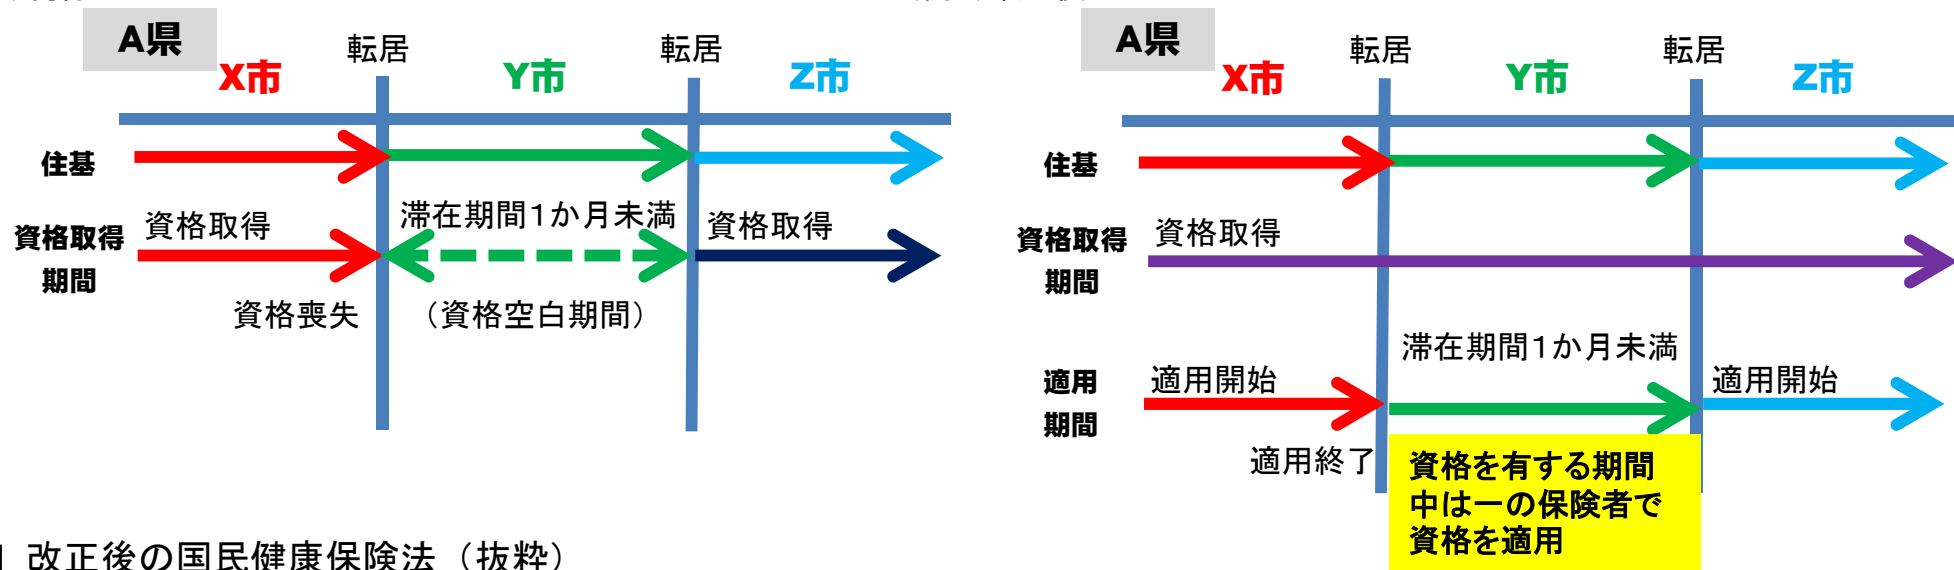 A県
転居
転居
X市
Y市
Z市
住基
資格取得
期間
資格取得
滞在期間1か月未満
資格取得
資格喪失
（資格空白期間）
A県
転居
転居
X市
Y市
Z市
住基
資格取得
期間
資格取得
適用
期間
適用開始
滞在期間1か月未満
適用開始
適用終了
資格を有する期間
中は一の保険者で
資格を適用
改正後の国民健康保険法（抜粋）